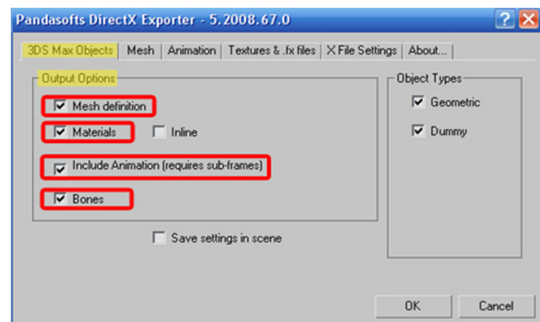 Pandasofts DirectX Exporter - 5.2008.67.0
3DS Max Objects Mesh Animation Textures & .fx files X File Settings About...
Output Options
Mesh definition
Materials Inline
Include Animation (requires sub-frames)
Bones
Save settings in scene
Object Types
Geometric
Dummy
OK Cancel